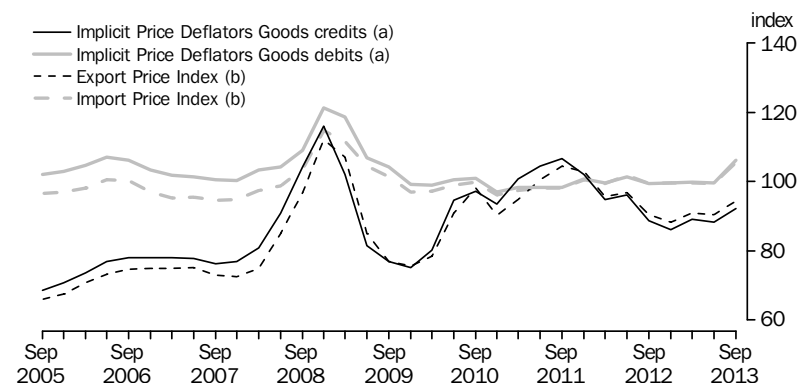 index
Implicit Price Deflators Goods credits (a)
Implicit Price Deflators Goods debits (a)
Export Price Index (b)
Import Price Index (b)
140
120
100
80
60
Sep Sep Sep Sep Sep Sep Sep Sep Sep
2005 2006 2007 2008 2009 2010 2011 2012 2013